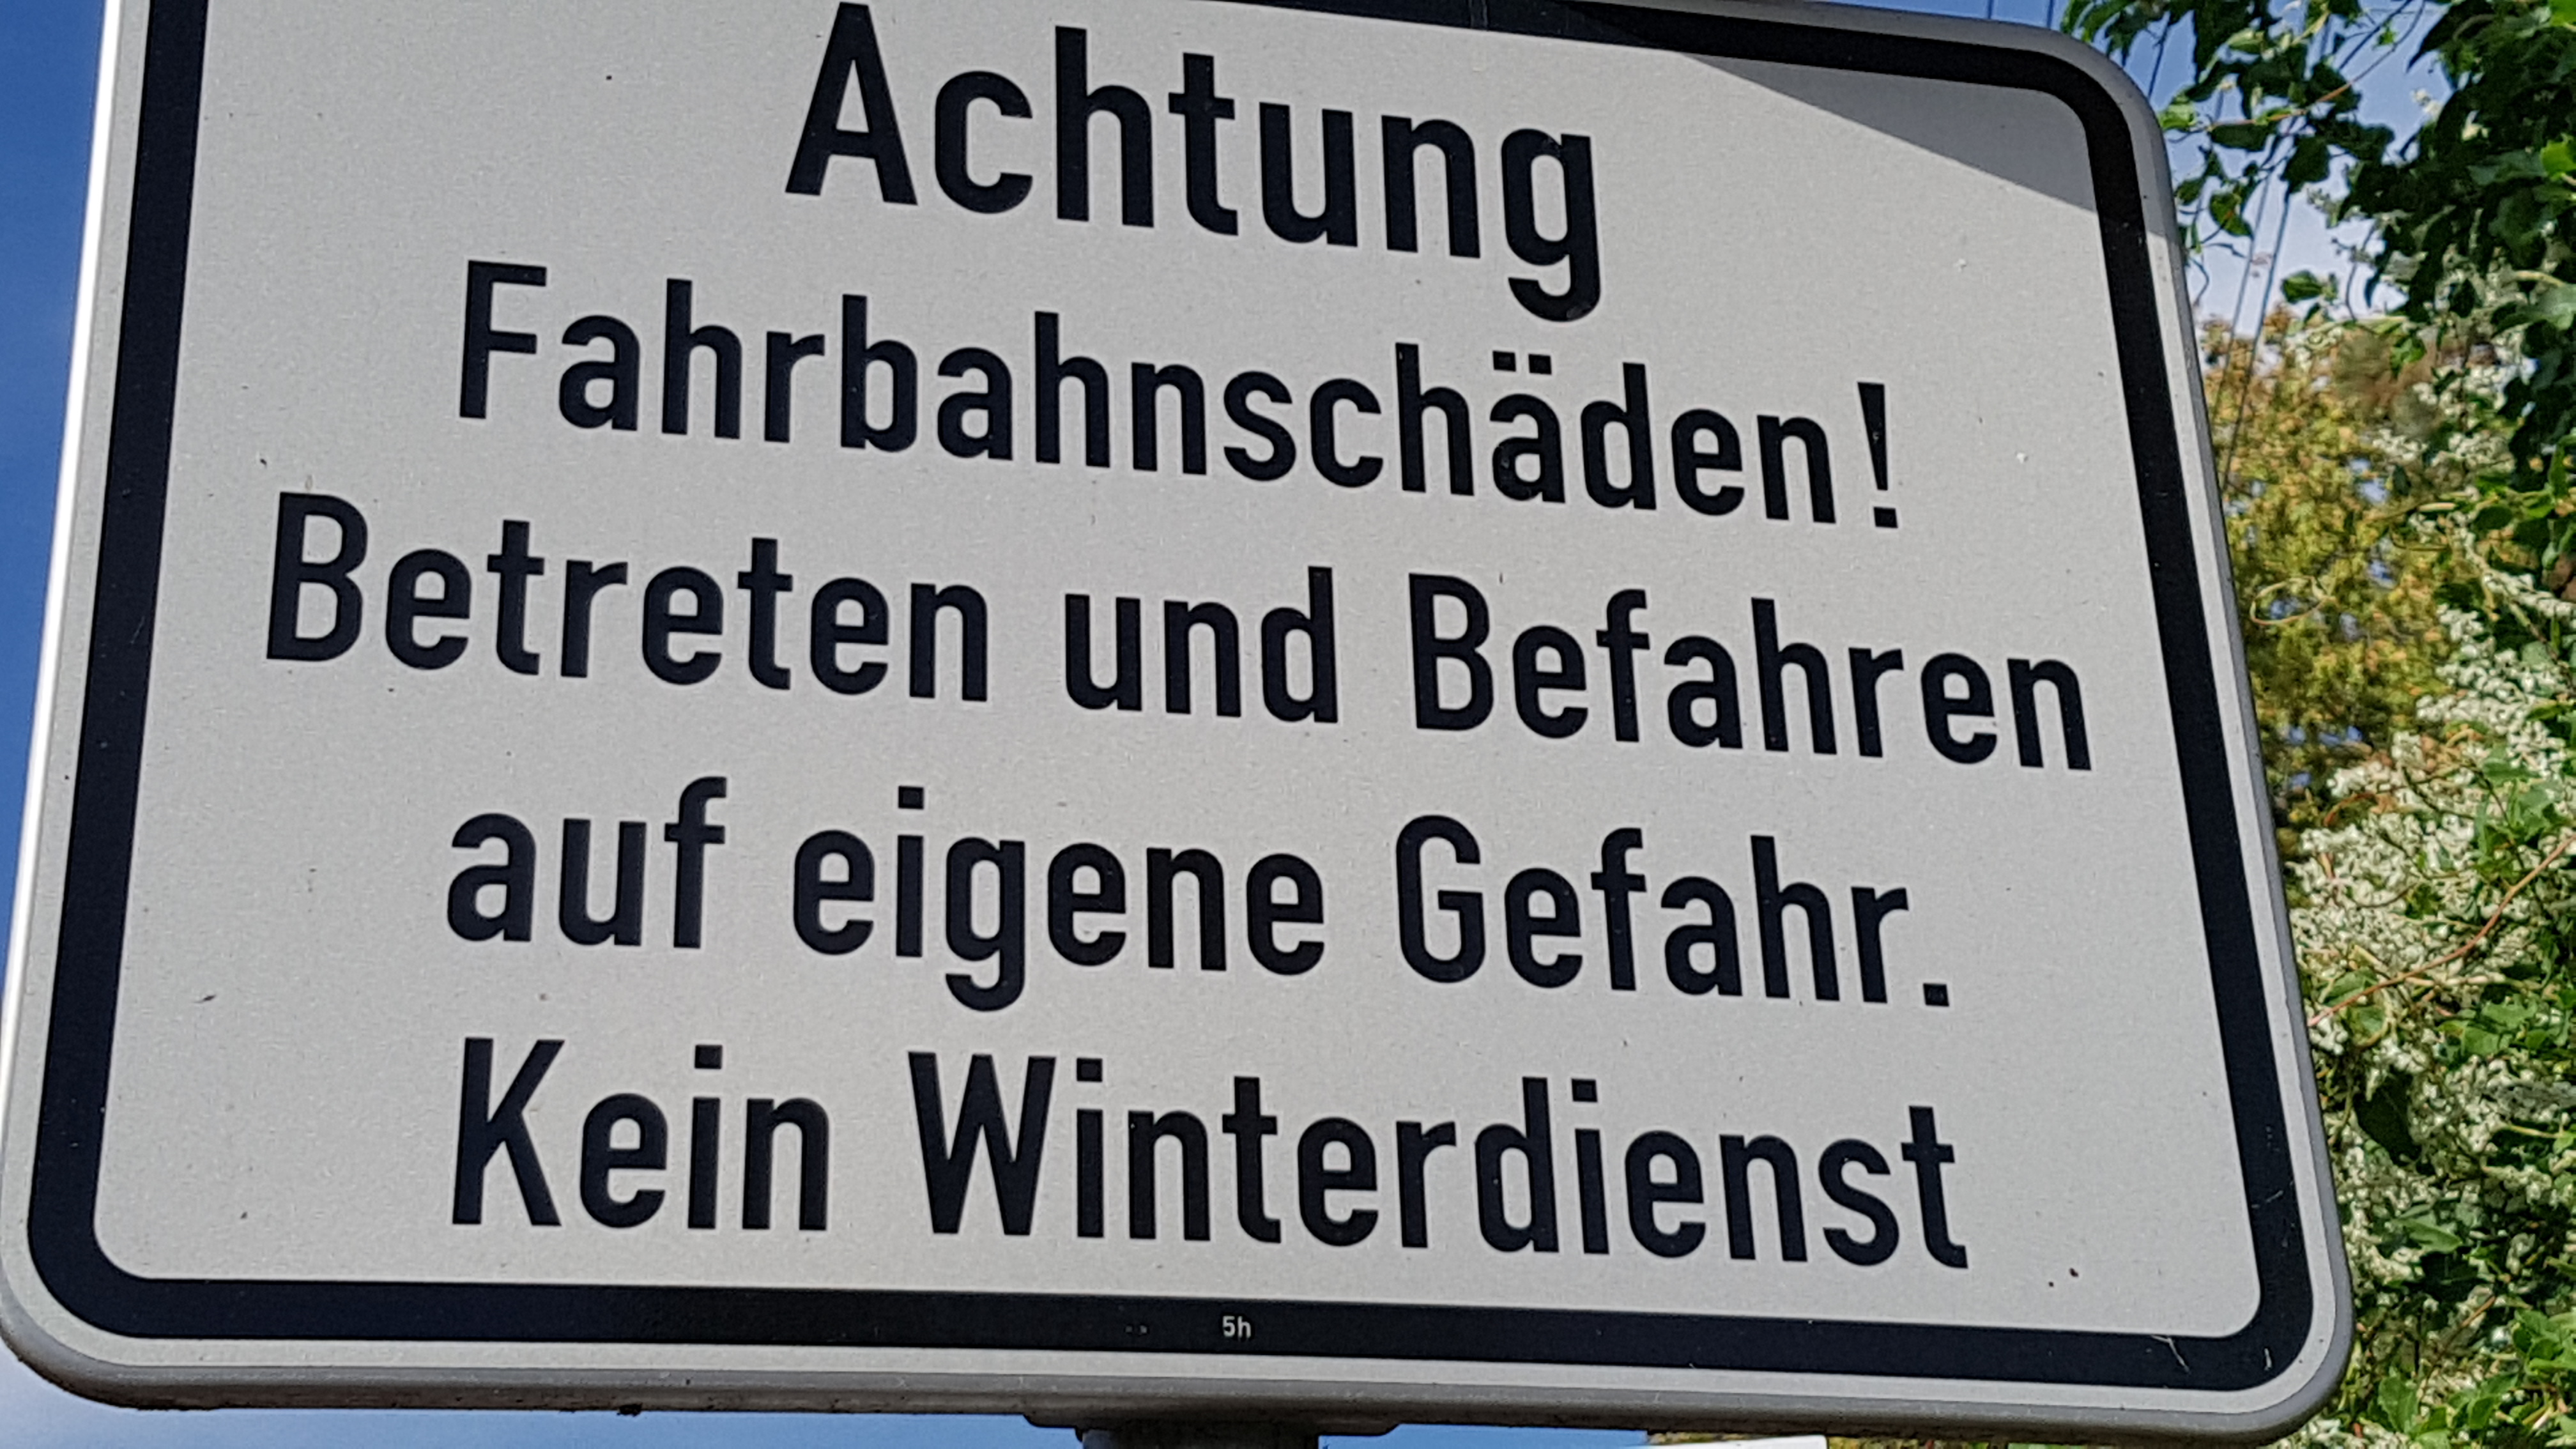 Achtung
Fahrbahnschäden!
Betreten und Befahren
auf eigene Gefahr.
Kein Winterdienst
5h